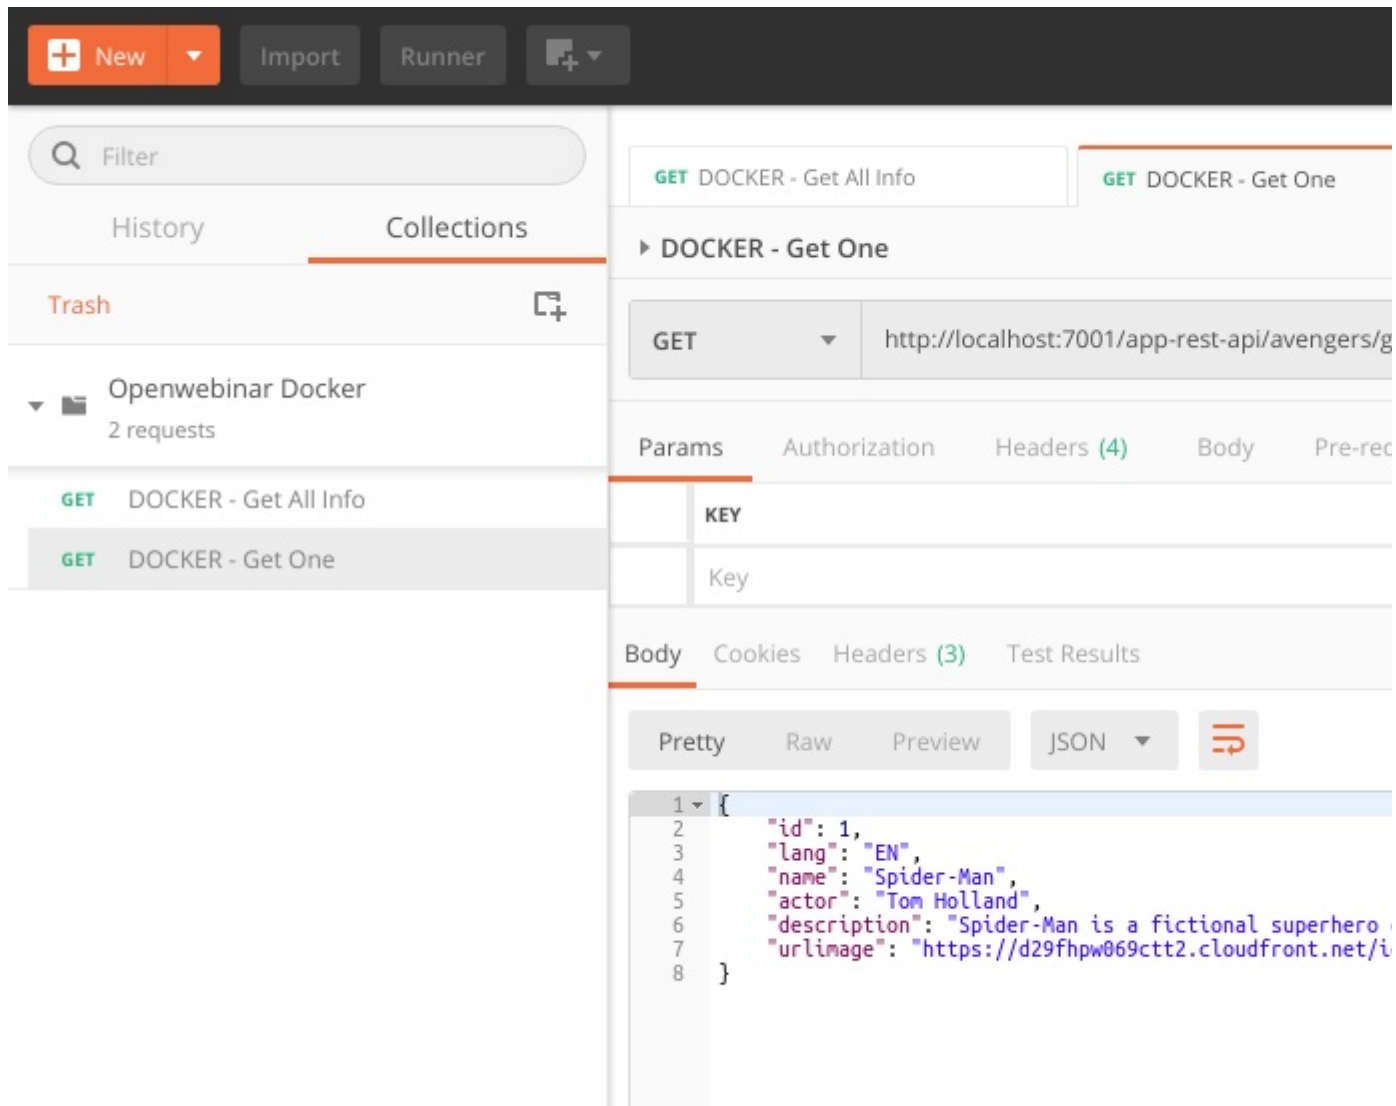 New
Import
Runner
Filter
History
Collections
Trash
Openwebinar Docker
2 requests
GET DOCKER - Get All Info
GET DOCKER - Get One
GET DOCKER - Get All Info
GET DOCKER - Get One
DOCKER - Get One
GET
http://localhost:7001/app-rest-api/avengers/g
Params Authorization Headers (4) Body Pre-req
KEY
Key
Body Cookies Headers (3) Test Results
Pretty Raw Preview JSON
1 {
2 "id": 1,
3 "lang": "EN",
4 "name": "Spider-Man",
5 "actor": "Tom Holland",
6 "description": "Spider-Man is a fictional superhero
7 "urlimage": "https://d29fhpw069ctt2.cloudfront.net/i
8 }